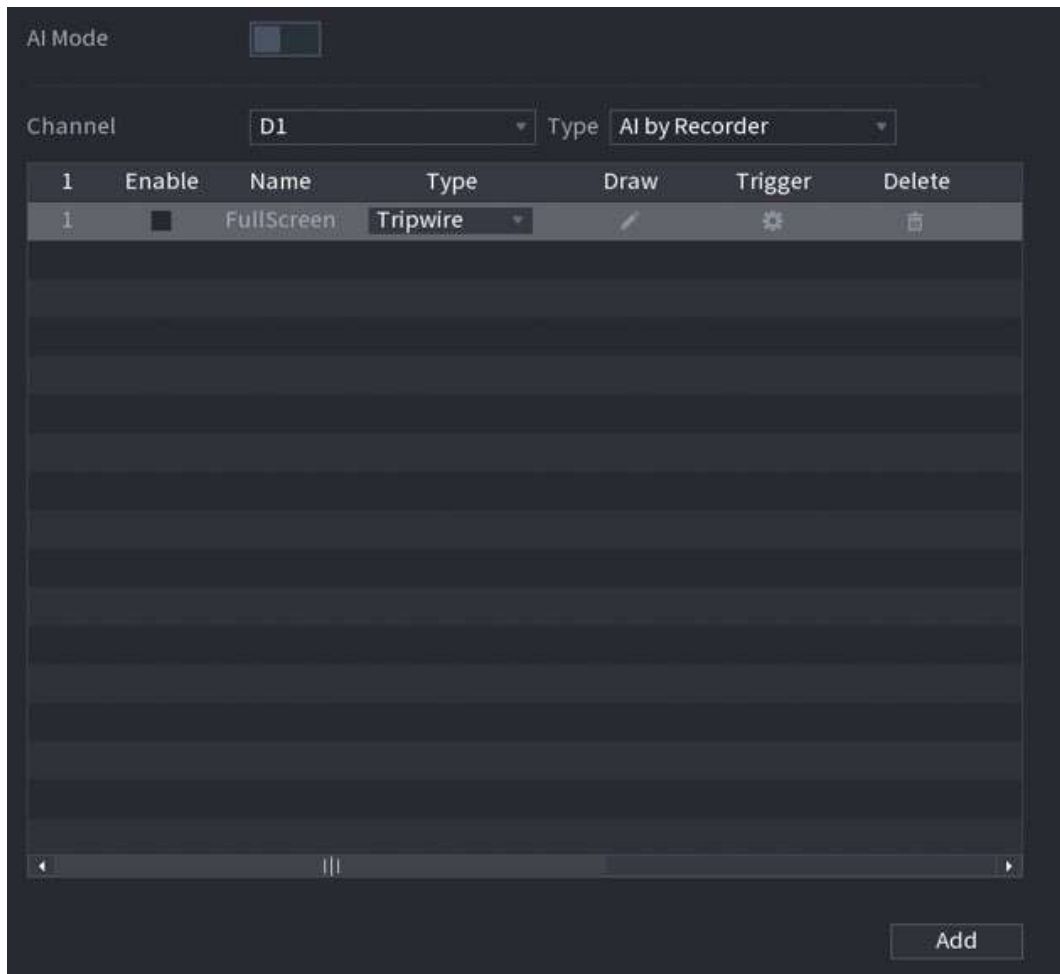 AI Mode
Channel D1 Type AI by Recorder
1 Enable Name Type Draw Trigger Delete
1 FullScreen Tripwire
Add